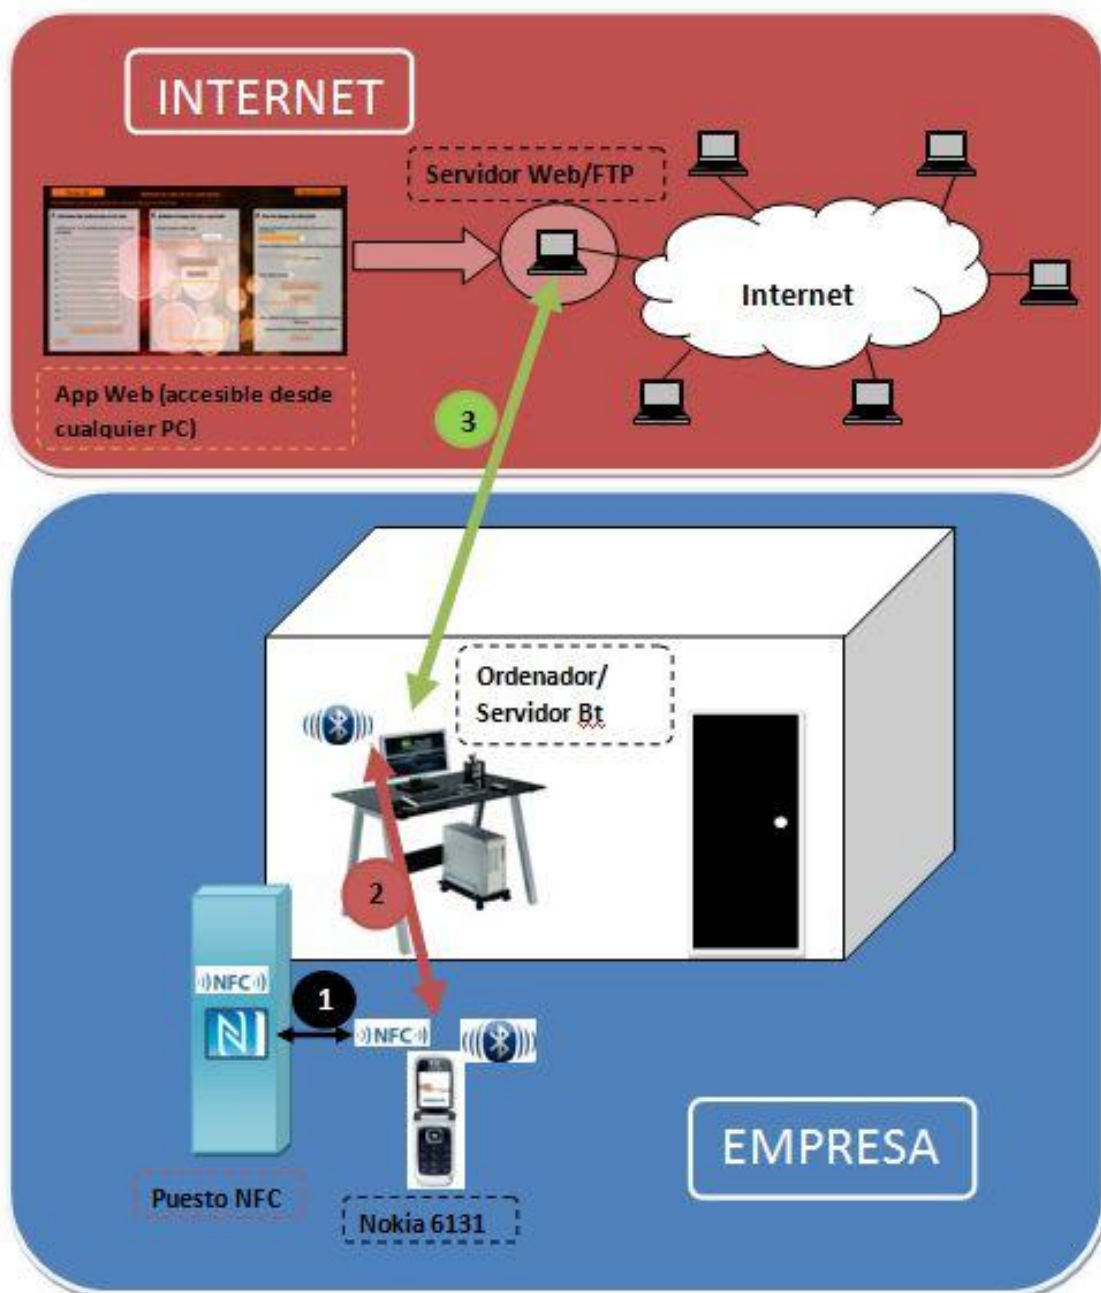 INTERNET
Servidor Web/FTP
Internet
App Web (accesible desde
cualquier PC)
3
Ordenador/
Servidor Bt
2
NFC
1
NFC
EMPRESA
Puesto NFC
Nokia 6131